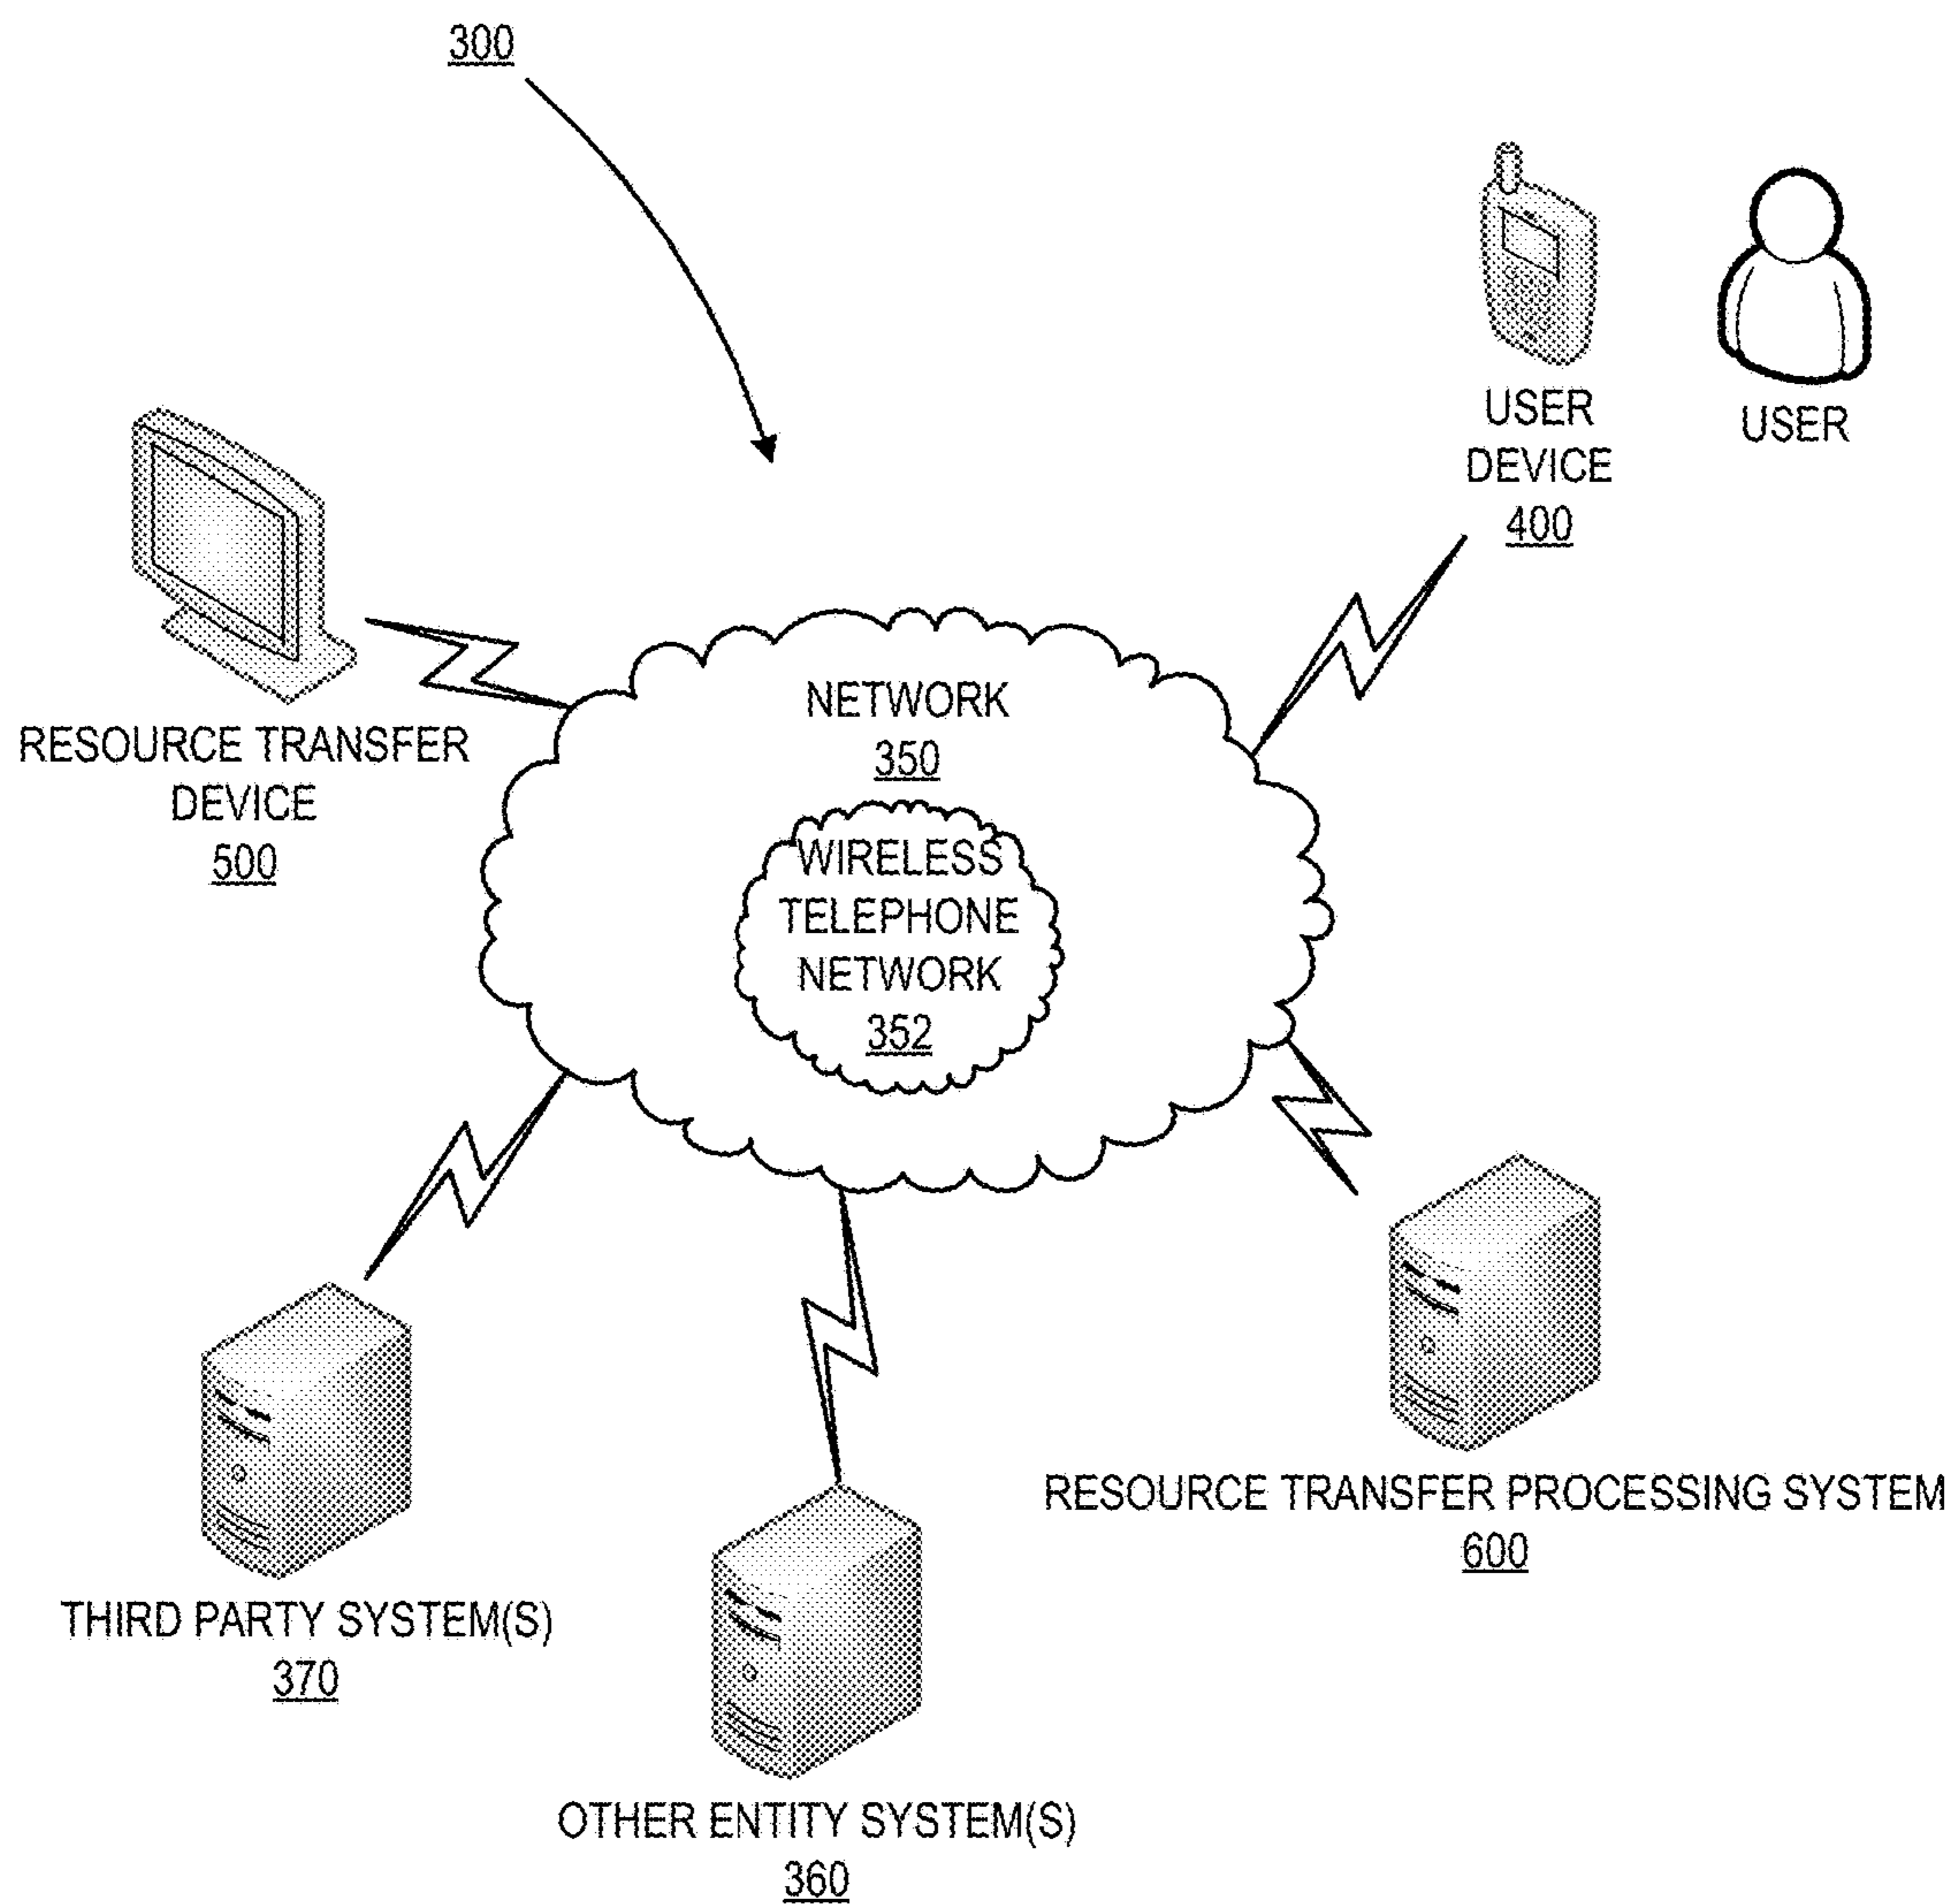 300
USER
DEVICE
400
USER
RESOURCE TRANSFER
DEVICE
500
NETWORK
350
WIRELESS
TELEPHONE
NETWORK
352
RESOURCE TRANSFER PROCESSING SYSTEM
600
THIRD PARTY SYSTEM(S)
370
OTHER ENTITY SYSTEM(S)
360